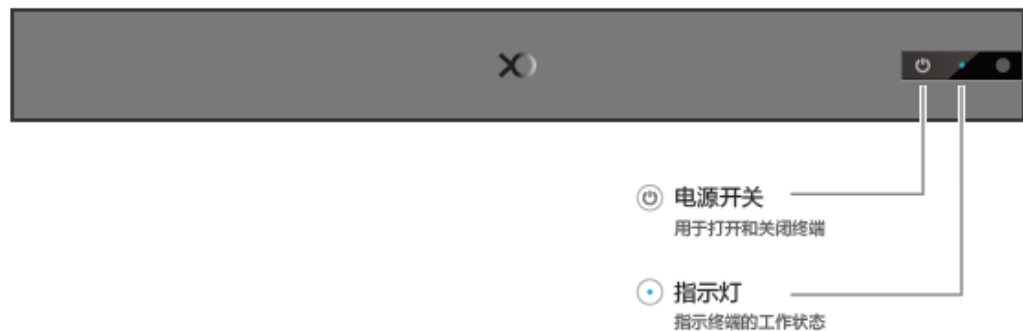 电源开关
用于打开和关闭终端
指示灯
指示终端的工作状态